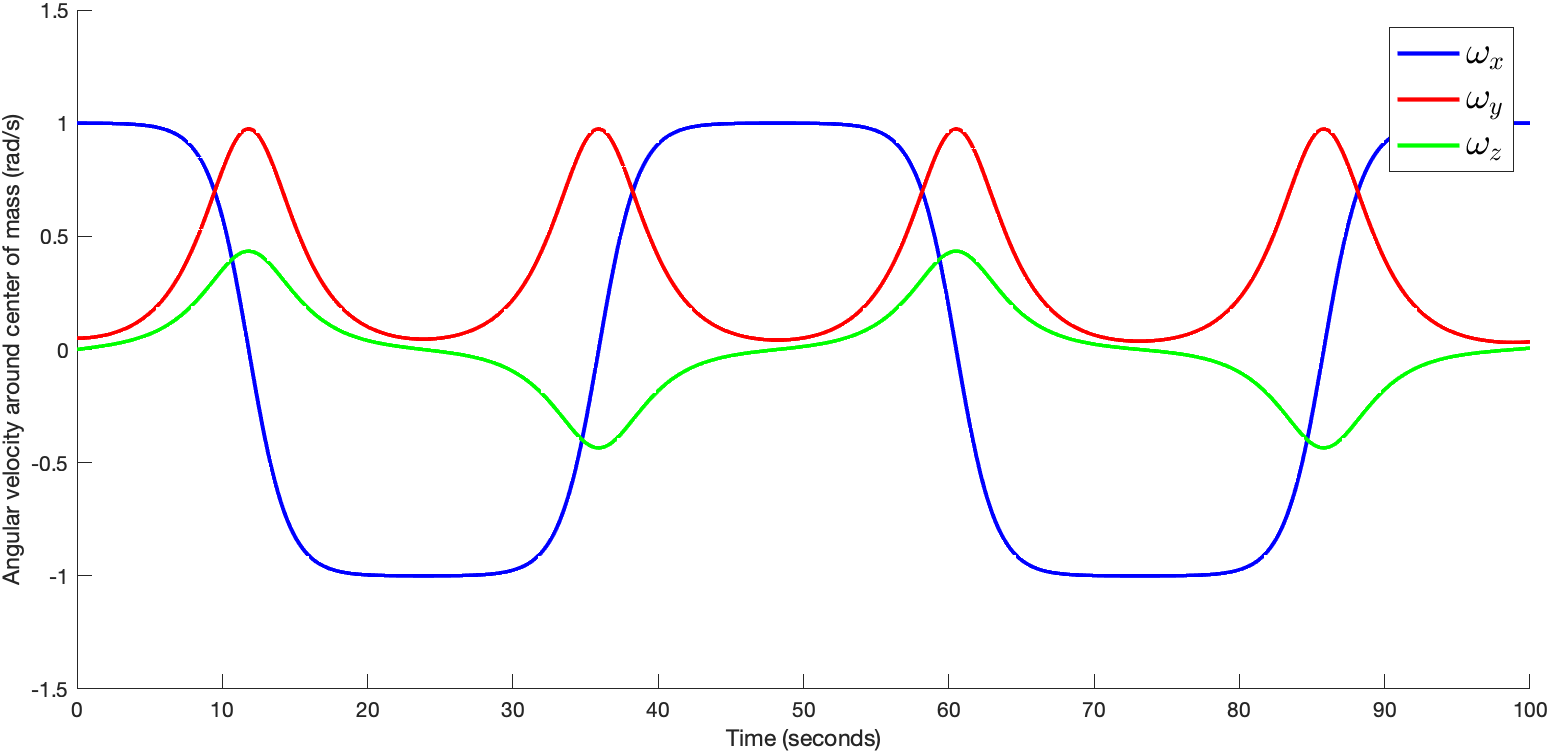 1.5
1
0.5
0
-0.5
-1
-1.5
Angular velocity around center of mass (rad/s)
0 10 20 30 40 50 60 70 80 90 100
Time (seconds)
ωx
ωy
ωz